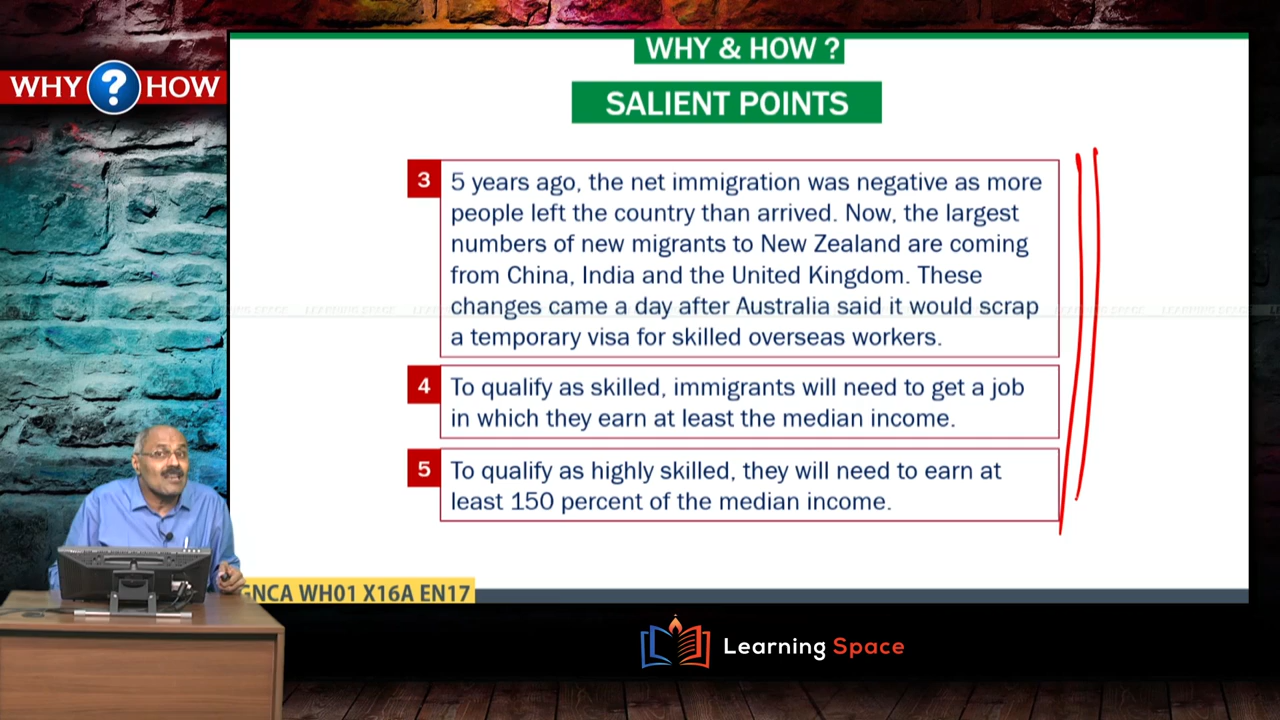 WHY & HOW ?
WHY ? HOW
SALIENT POINTS
3
5 years ago, the net immigration was negative as more
people left the country than arrived. Now, the largest
numbers of new migrants to New Zealand are coming
from China, India and the United Kingdom. These
changes came a day after Australia said it would scrap
a temporary visa for skilled overseas workers.
LEARNING SPACE
4
To qualify as skilled, immigrants will need to get a job
in which they earn at least the median income.
5
To qualify as highly skilled, they will need to earn at
least 150 percent of the median income.
GNCA WH01 X16A EN17
Learning Space